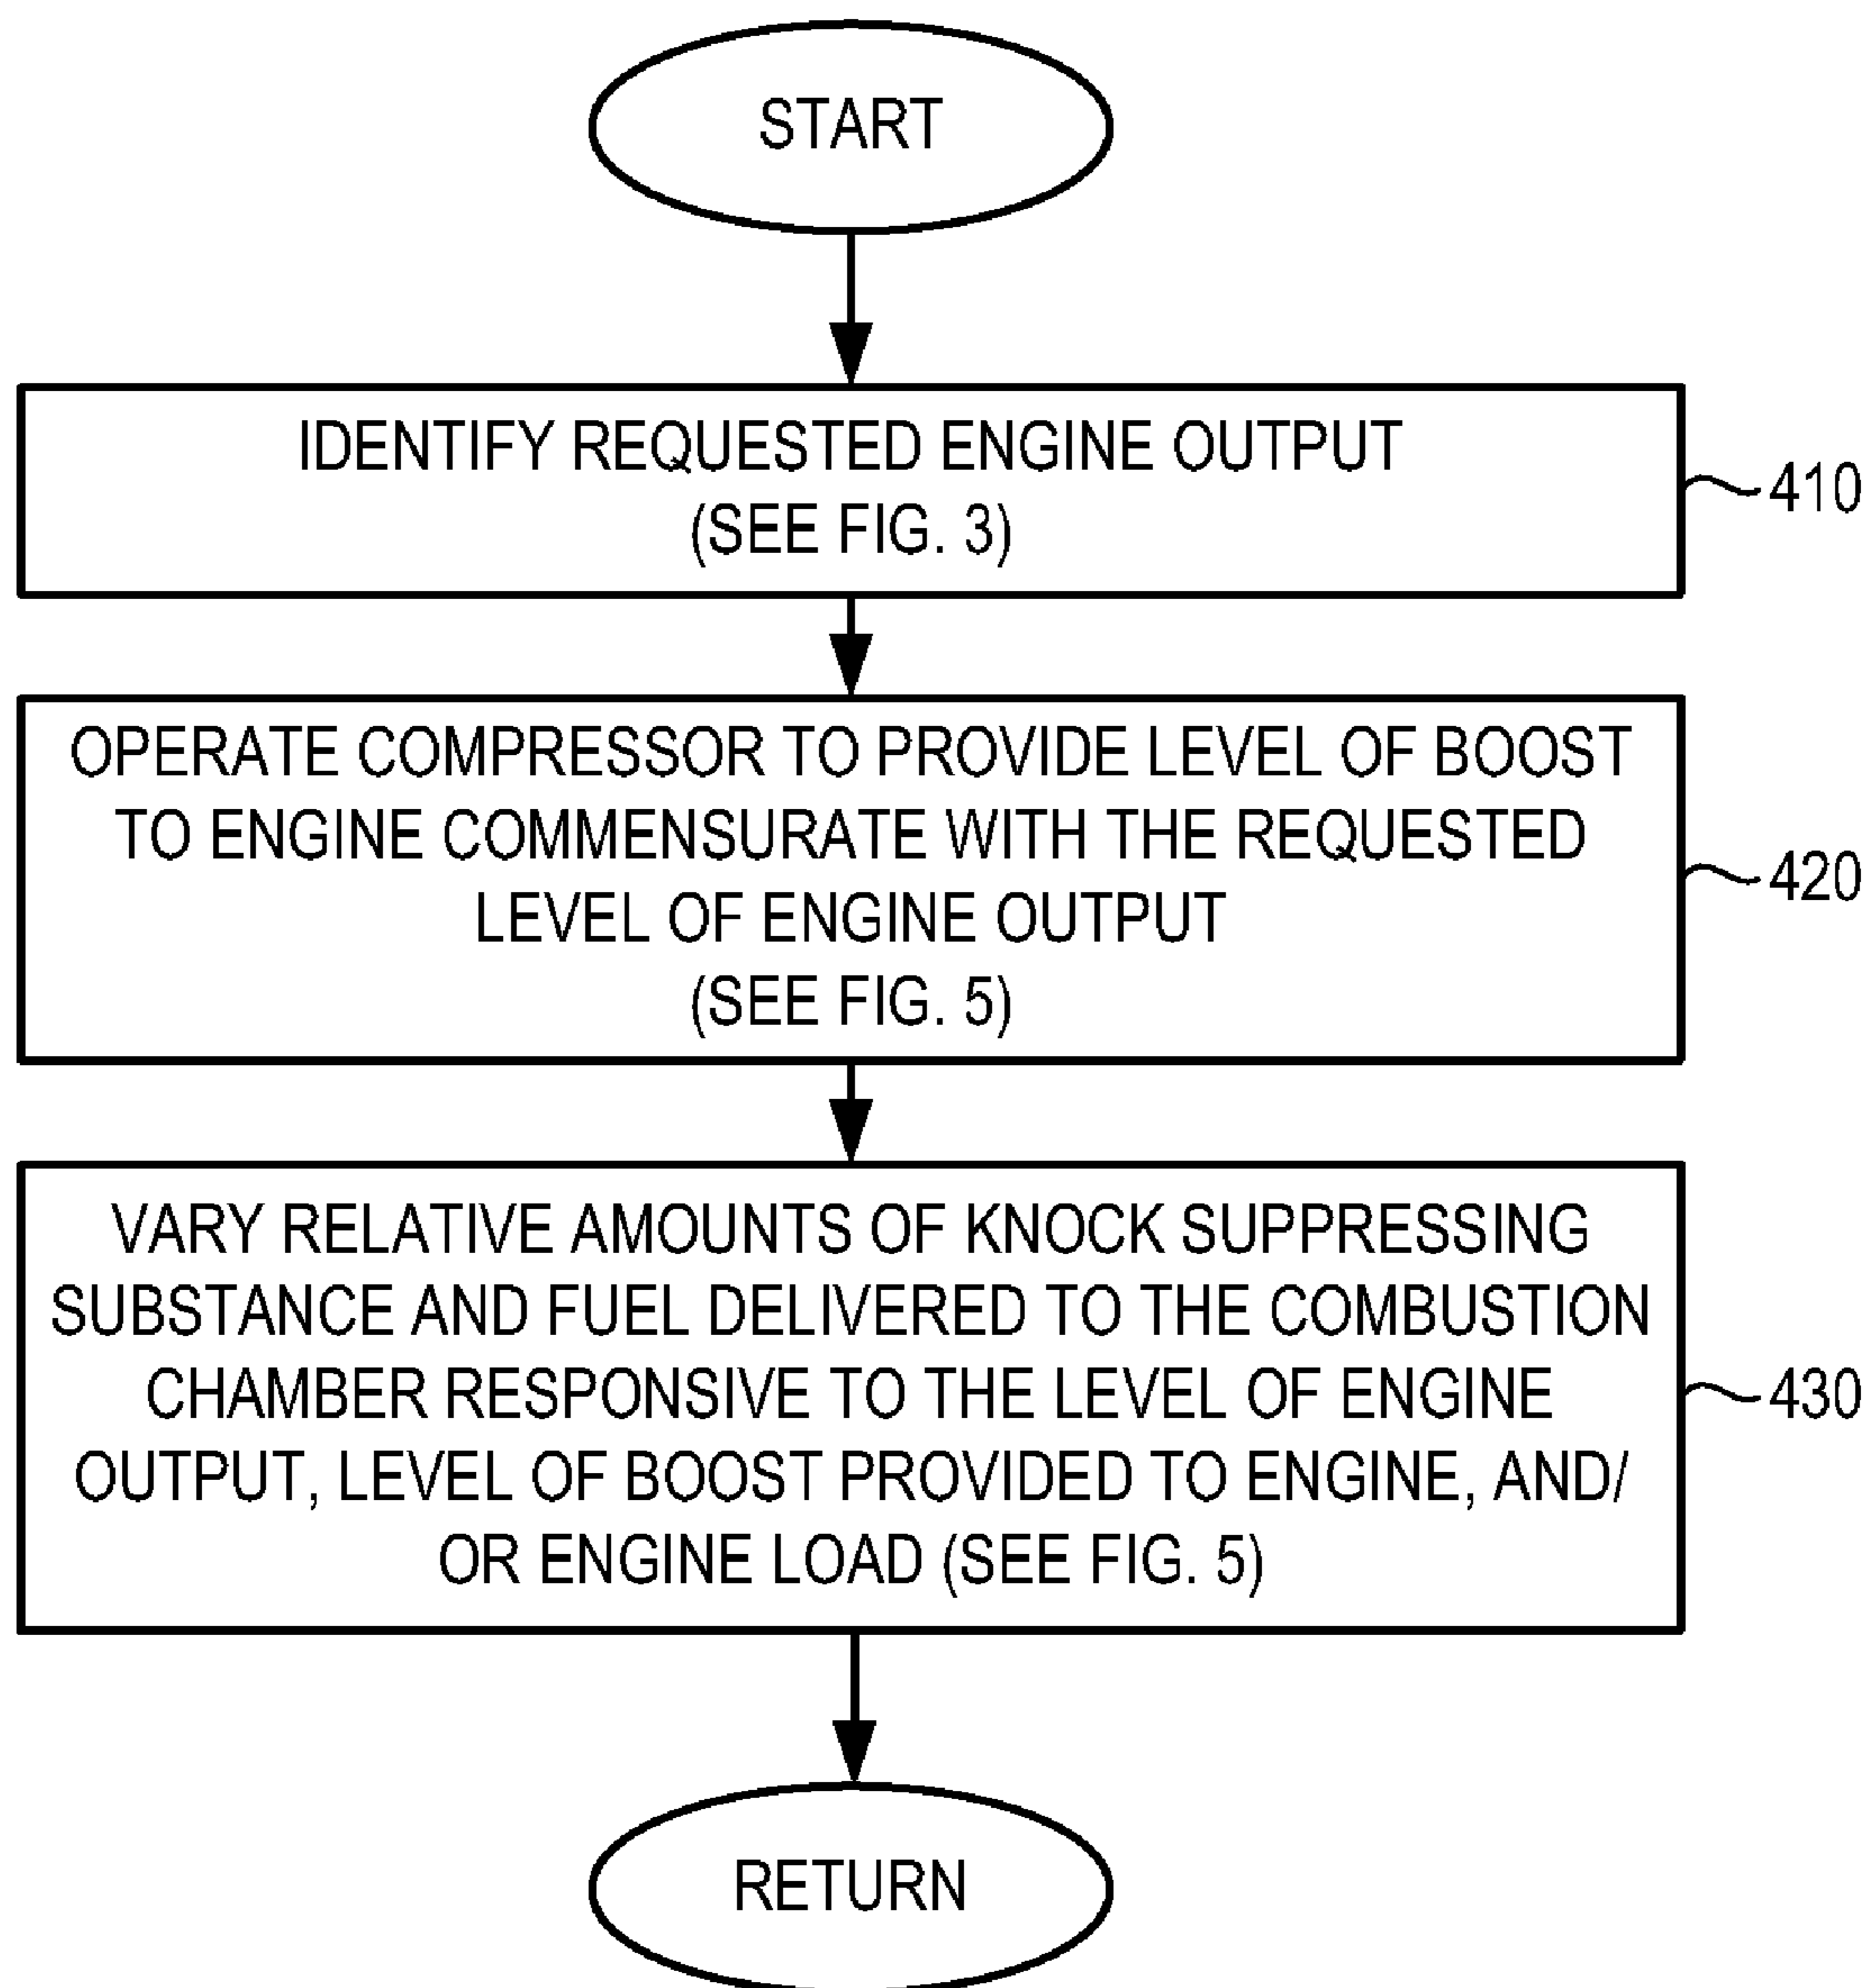 START
IDENTIFY REQUESTED ENGINE OUTPUT
(SEE FIG. 3)
410
OPERATE COMPRESSOR TO PROVIDE LEVEL OF BOOST
TO ENGINE COMMENSURATE WITH THE REQUESTED
LEVEL OF ENGINE OUTPUT
(SEE FIG. 5)
420
VARY RELATIVE AMOUNTS OF KNOCK SUPPRESSING
SUBSTANCE AND FUEL DELIVERED TO THE COMBUSTION
CHAMBER RESPONSIVE TO THE LEVEL OF ENGINE
OUTPUT, LEVEL OF BOOST PROVIDED TO ENGINE, AND/
OR ENGINE LOAD (SEE FIG. 5)
430
RETURN